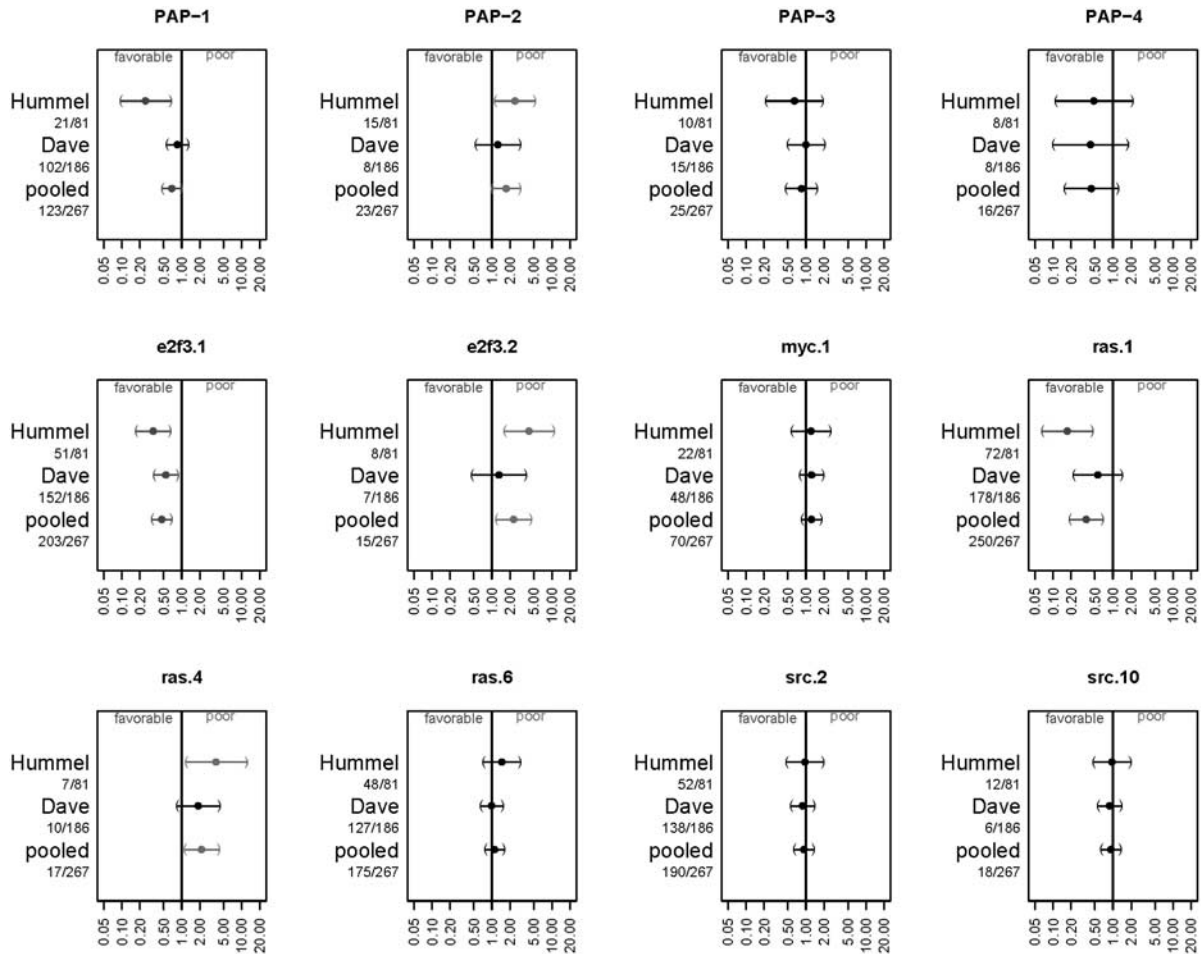 PAP-1
favorable poor
Hummel
21/81
Dave
102/186
pooled
123/267
0.05 0.10 0.20 0.50 1.00 2.00 5.00 10.00 20.00
PAP-2
favorable poor
Hummel
15/81
Dave
8/186
pooled
23/267
0.05 0.10 0.20 0.50 1.00 2.00 5.00 10.00 20.00
PAP-3
favorable poor
Hummel
10/81
Dave
15/186
pooled
25/267
0.05 0.10 0.20 0.50 1.00 2.00 5.00 10.00 20.00
PAP-4
favorable poor
Hummel
8/81
Dave
8/186
pooled
16/267
0.05 0.10 0.20 0.50 1.00 2.00 5.00 10.00 20.00
e2f3.1
favorable poor
Hummel
51/81
Dave
152/186
pooled
203/267
0.05 0.10 0.20 0.50 1.00 2.00 5.00 10.00 20.00
e2f3.2
favorable poor
Hummel
8/81
Dave
7/186
pooled
15/267
0.05 0.10 0.20 0.50 1.00 2.00 5.00 10.00 20.00
myc.1
favorable poor
Hummel
22/81
Dave
48/186
pooled
70/267
0.05 0.10 0.20 0.50 1.00 2.00 5.00 10.00 20.00
ras.1
favorable poor
Hummel
72/81
Dave
178/186
pooled
250/267
0.05 0.10 0.20 0.50 1.00 2.00 5.00 10.00 20.00
ras.4
favorable poor
Hummel
7/81
Dave
10/186
pooled
17/267
0.05 0.10 0.20 0.50 1.00 2.00 5.00 10.00 20.00
ras.6
favorable poor
Hummel
48/81
Dave
127/186
pooled
175/267
0.05 0.10 0.20 0.50 1.00 2.00 5.00 10.00 20.00
src.2
favorable poor
Hummel
52/81
Dave
138/186
pooled
190/267
0.05 0.10 0.20 0.50 1.00 2.00 5.00 10.00 20.00
src.10
favorable poor
Hummel
12/81
Dave
6/186
pooled
18/267
0.05 0.10 0.20 0.50 1.00 2.00 5.00 10.00 20.00